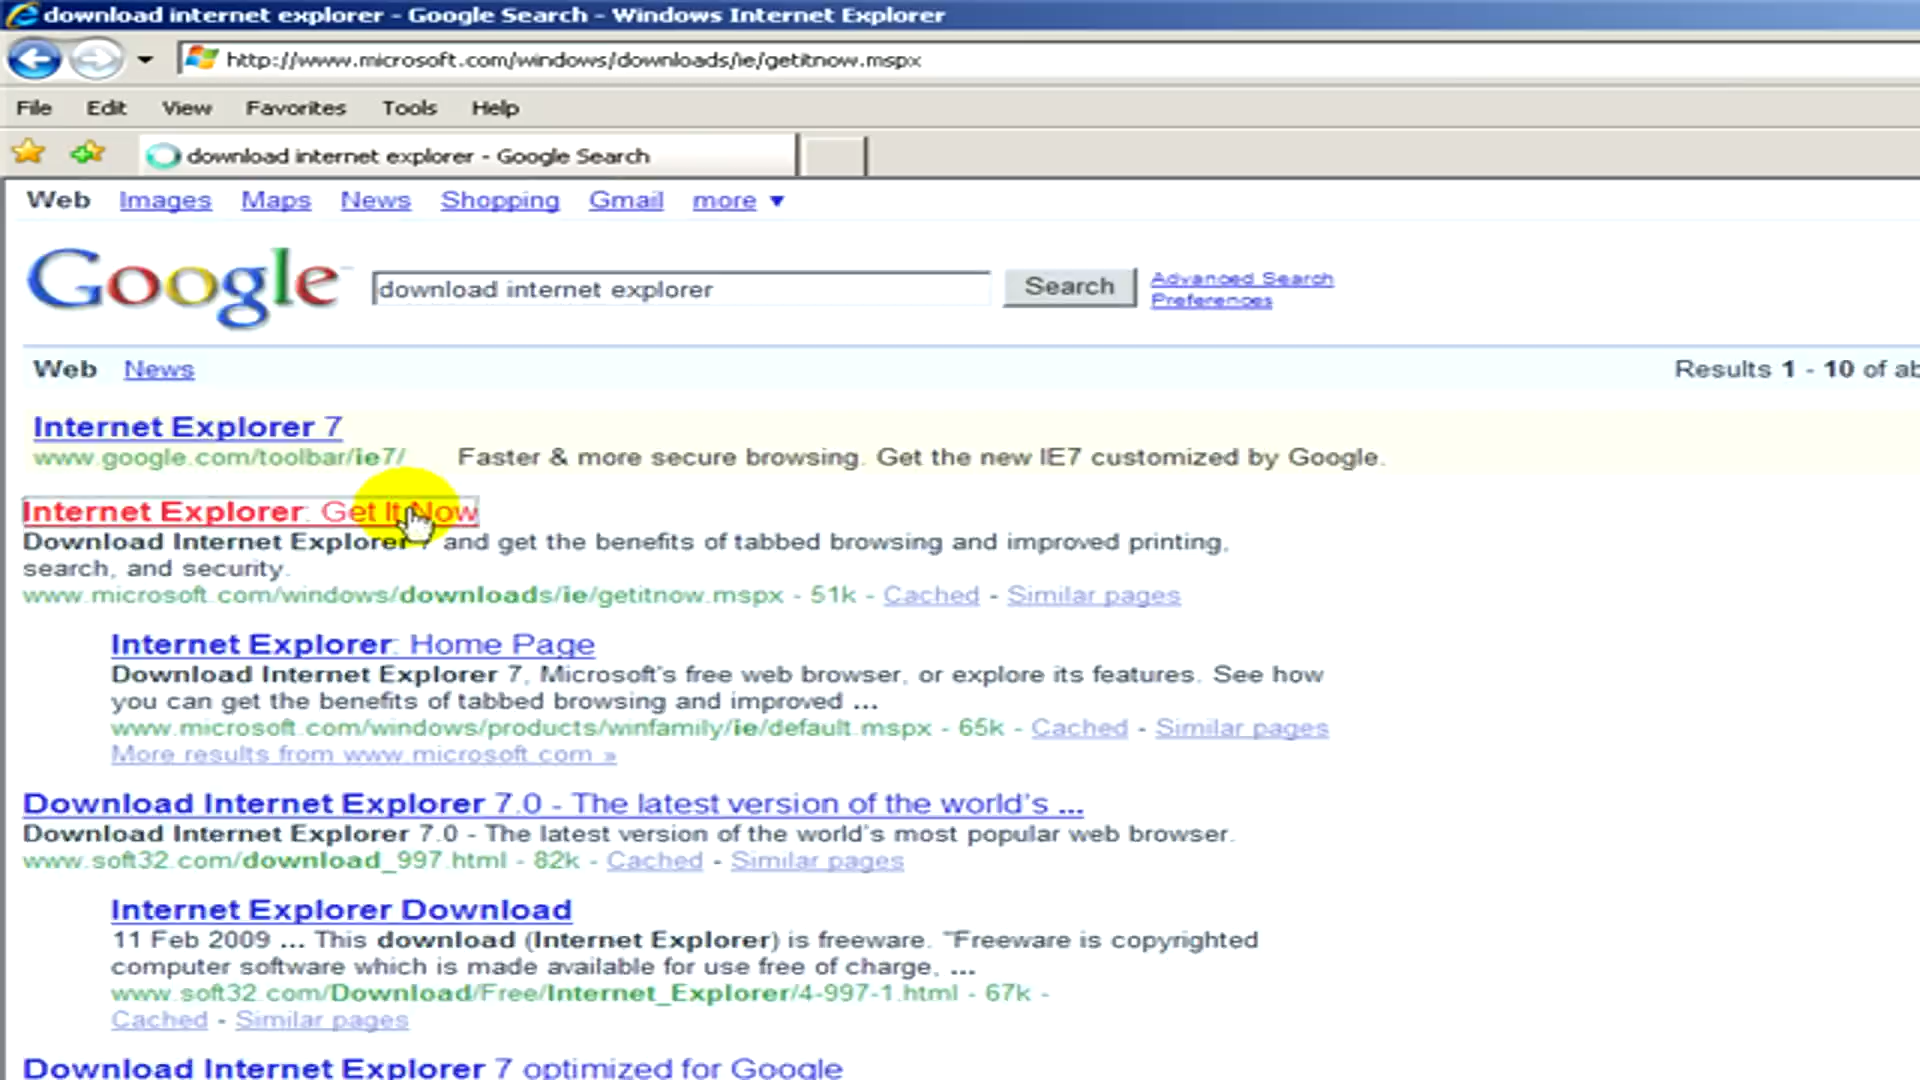 download internet explorer - Google Search - Windows Internet Explorer
http://www.microsoft.com/windows/downloads/ie/getitnow.mspx
File Edit View Favorites Tools Help
download internet explorer - Google Search
Web Images Maps News Shopping Gmail more ▼
Google download internet explorer Search Advanced Search
Preferences
Web News Results 1 - 10 of ab
Internet Explorer 7
www.google.com/toolbar/ie7/ Faster & more secure browsing. Get the new IE7 customized by Google.
Internet Explorer: Get It Now
Download Internet Explorer 7 and get the benefits of tabbed browsing and improved printing,
search, and security.
www.microsoft.com/windows/downloads/ie/getitnow.mspx - 51k - Cached - Similar pages
Internet Explorer: Home Page
Download Internet Explorer 7, Microsoft's free web browser, or explore its features. See how
you can get the benefits of tabbed browsing and improved ...
www.microsoft.com/windows/products/winfamily/ie/default.mspx - 65k - Cached - Similar pages
More results from www.microsoft.com »
Download Internet Explorer 7.0 - The latest version of the world's ...
Download Internet Explorer 7.0 - The latest version of the world's most popular web browser.
www.soft32.com/download_997.html - 82k - Cached - Similar pages
Internet Explorer Download
11 Feb 2009 ... This download (Internet Explorer) is freeware. "Freeware is copyrighted
computer software which is made available for use free of charge, ...
www.soft32.com/Download/Free/Internet_Explorer/4-997-1.html - 67k -
Cached - Similar pages
Download Internet Explorer 7 optimized for Google